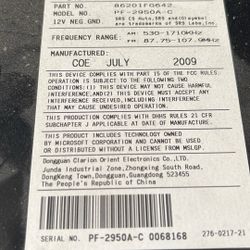 PART NO. 86201FG642
MODEL NO. PF-2950A-C
12V NEG GND
SRS CS Auto, SRS and (●) symbol
are trademarks of SRS Labs, Inc.
FREQUENCY RANGE:
AM:530-1710KHz
FM:87.75-107.9MHz
MANUFACTURED:
COE JULY 2009
THIS DEVICE COMPLIES WITH PART 15 OF THE FCC RULES.
OPERATION IS SUBJECT TO THE FOLLOWING TWO
CONDITIONS:(1)THIS DEVICE MAY NOT CAUSE
HARMFUL INTERFERENCE, AND(2)THIS DEVICE MUST
ACCEPT ANY INTERFERENCE RECEIVED, INCLUDING
INTERFERENCE THAT MAY CAUSE UNDESIRED
OPERATION.
THIS PRODUCT COMPLIES WITH DHHS RULES 21 CFR
SUBCHAPTER J APPLICABLE AT DATE OF MANUFACTURE.
THIS PRODUCT INCLUDES TECHNOLOGY OWNED
BY MICROSOFT CORPORATION AND CANNOT BE USED
OR DISTRIBUTED WITHOUT A LICENSE FROM MSLGP.
Dongguan Clarion Orient Electronics CO.,Ltd.
Junda Industrial Zone,Zhongxing South Road,
DongKeng Town,Dongguan,Guangdong 523455
The People's Republic of China
SERIAL NO. PF-2950A-C 0068168
276-0217-21